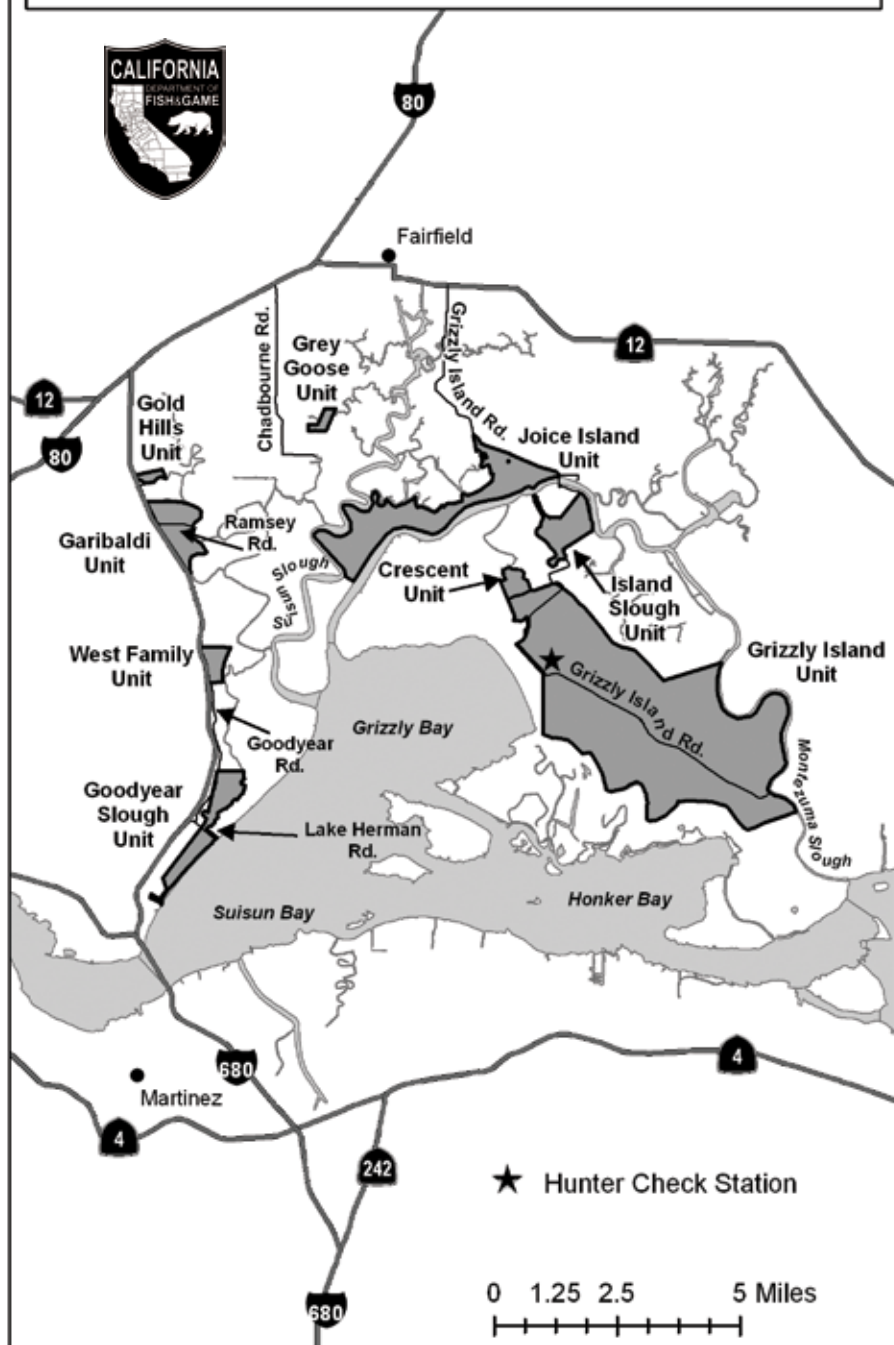 CALIFORNIA
DEPARTMENT OF
FISH & GAME
80
Fairfield
Chadbourne Rd.
Grizzly Island Rd.
Grey
Goose
Unit
12
12
80
Gold
Hills
Unit
Joice Island
Unit
Garibaldi
Unit
Ramsey
Rd.
Suisun Slough
Crescent
Unit
Island
Slough
Unit
West Family
Unit
Grizzly Island
Unit
Grizzly Island Rd.
Grizzly Bay
Goodyear
Rd.
Montezuma Slough
Goodyear
Slough
Unit
Lake Herman
Rd.
Suisun Bay
Honker Bay
680
4
Martinez
4
242
Hunter Check Station
680
0 1.25 2.5 5 Miles